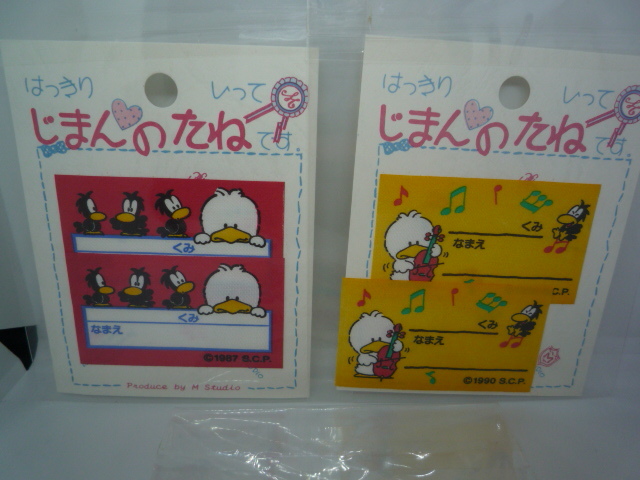 はっきり いって
じまんのたね
です。
くみ
くみ
なまえ
©1987 S.C.P.
Produce by M Studio
はっきり いって
じまんのたね
です。
くみ
なまえ
S.C.P.
くみ
なまえ
©1990 S.C.P.